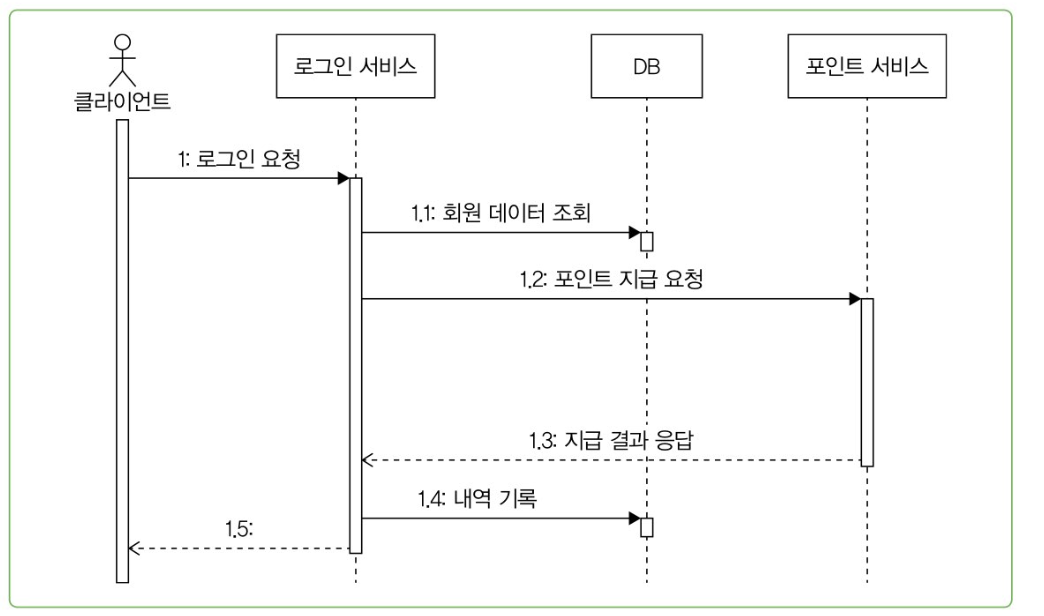 클라이언트
로그인 서비스
DB
포인트 서비스
1: 로그인 요청
1.1: 회원 데이터 조회
1.2: 포인트 지급 요청
1.3: 지급 결과 응답
1.4: 내역 기록
1.5: